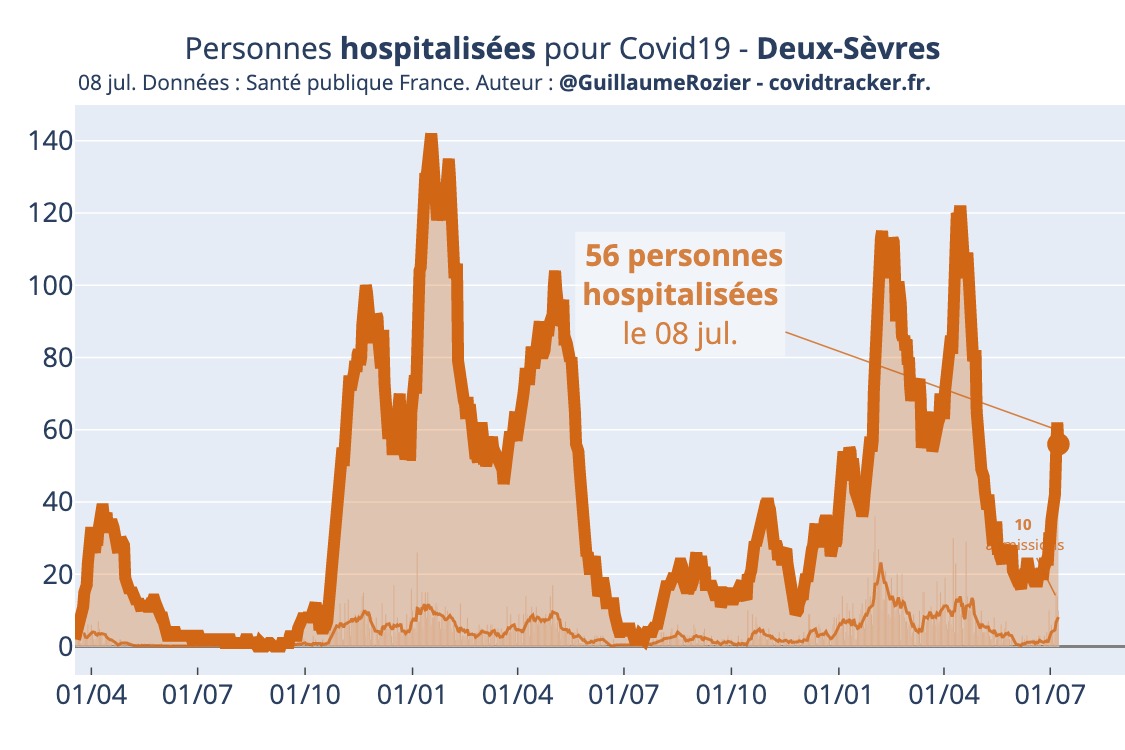 Personnes hospitalisées pour Covid19 - Deux-Sèvres
08 jul. Données : Santé publique France. Auteur : @GuillaumeRozier - covidtracker.fr.
140
120
100
80
60
40
20
0
56 personnes
hospitalisées
le 08 jul.
10
admissions
01/04 01/07 01/10 01/01 01/04 01/07 01/10 01/01 01/04 01/07